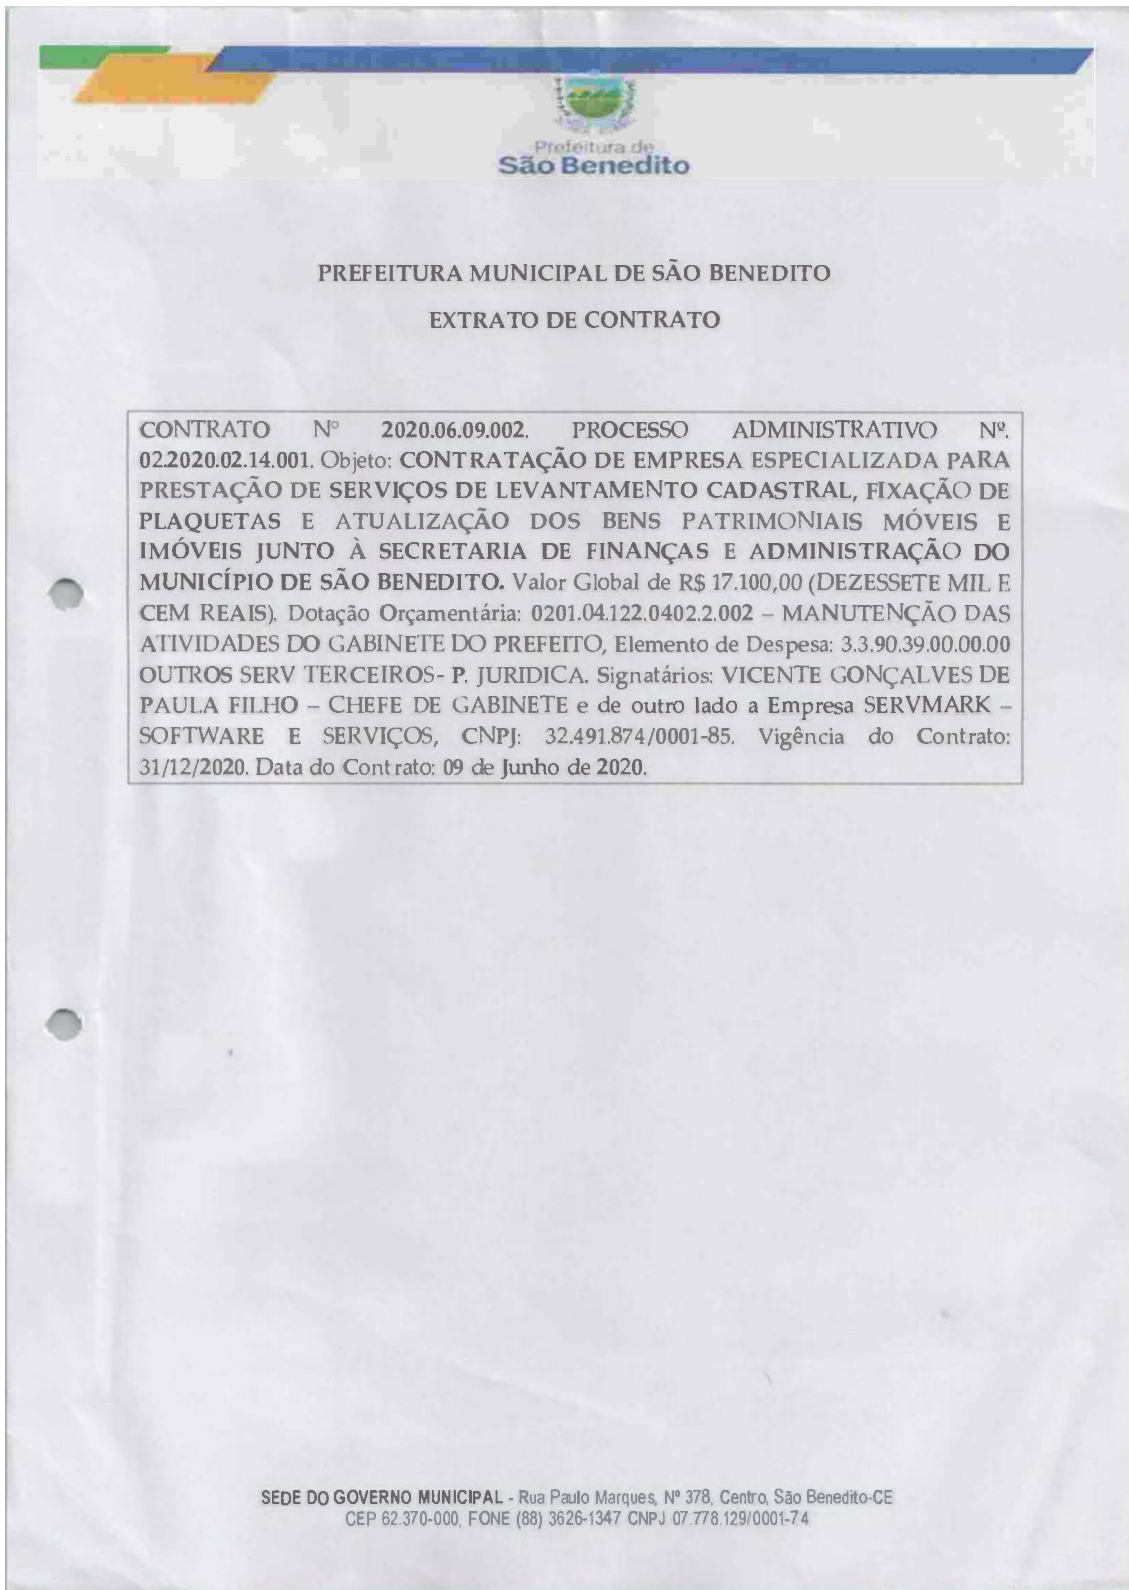 Prefeitura de
São Benedito
PREFEITURA MUNICIPAL DE SÃO BENEDITO
EXTRATO DE CONTRATO
CONTRATO Nº 2020.06.09.002. PROCESSO ADMINISTRATIVO Nº.
02.2020.02.14.001. Objeto: CONTRATAÇÃO DE EMPRESA ESPECIALIZADA PARA
PRESTAÇÃO DE SERVIÇOS DE LEVANTAMENTO CADASTRAL, FIXAÇÃO DE
PLAQUETAS E ATUALIZAÇÃO DOS BENS PATRIMONIAIS MÓVEIS E
IMÓVEIS JUNTO À SECRETARIA DE FINANÇAS E ADMINISTRAÇÃO DO
MUNICÍPIO DE SÃO BENEDITO. Valor Global de R$ 17.100,00 (DEZESSETE MIL E
CEM REAIS). Dotação Orçamentária: 0201.04.122.0402.2.002 – MANUTENÇÃO DAS
ATIVIDADES DO GABINETE DO PREFEITO, Elemento de Despesa: 3.3.90.39.00.00.00
OUTROS SERV TERCEIROS- P. JURIDICA. Signatários: VICENTE GONÇALVES DE
PAULA FILHO – CHEFE DE GABINETE e de outro lado a Empresa SERVMARK –
SOFTWARE E SERVIÇOS, CNPJ: 32.491.874/0001-85. Vigência do Contrato:
31/12/2020. Data do Contrato: 09 de Junho de 2020.
SEDE DO GOVERNO MUNICIPAL - Rua Paulo Marques, Nº 378, Centro, São Benedito-CE
CEP 62.370-000, FONE (88) 3626-1347 CNPJ 07.778.129/0001-74